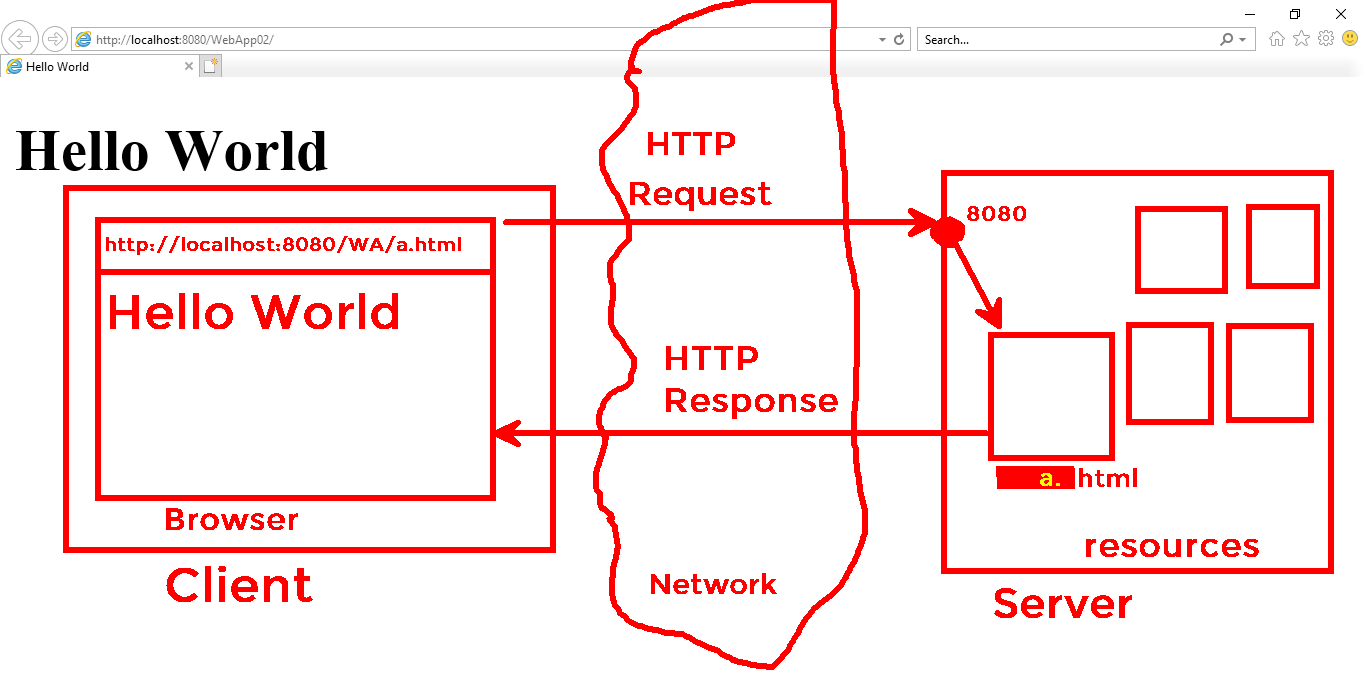 http://localhost:8080/WebApp02/
Search...
Hello World
Hello World
http://localhost:8080/WA/a.html
Hello World
Browser
Client
HTTP
Request
HTTP
Response
Network
8080
a. html
resources
Server